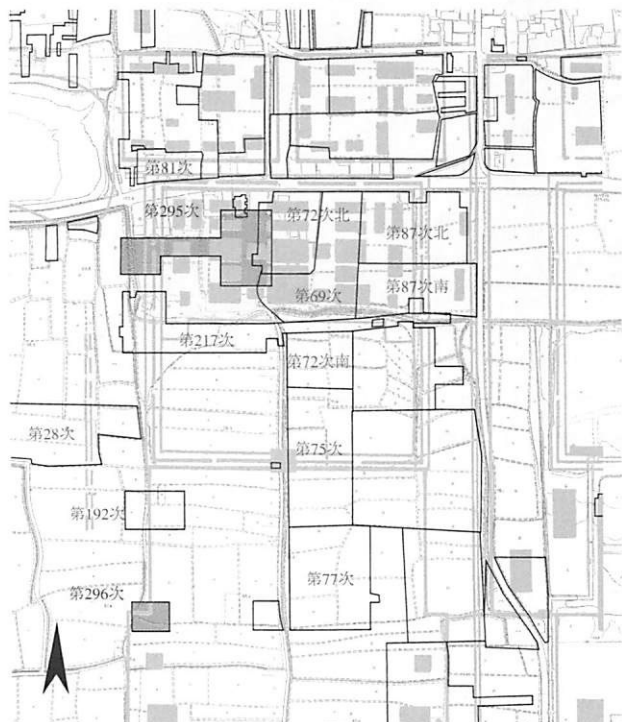 第81次
第295次
第72次北
第87次北
第69次
第87次南
第217次
第72次南
第28次
第75次
第192次
第296次
第77次